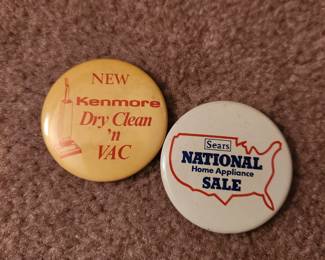 NEW
Kenmore
Dry Clean
'n
VAC
Sears
NATIONAL
Home Appliance
SALE